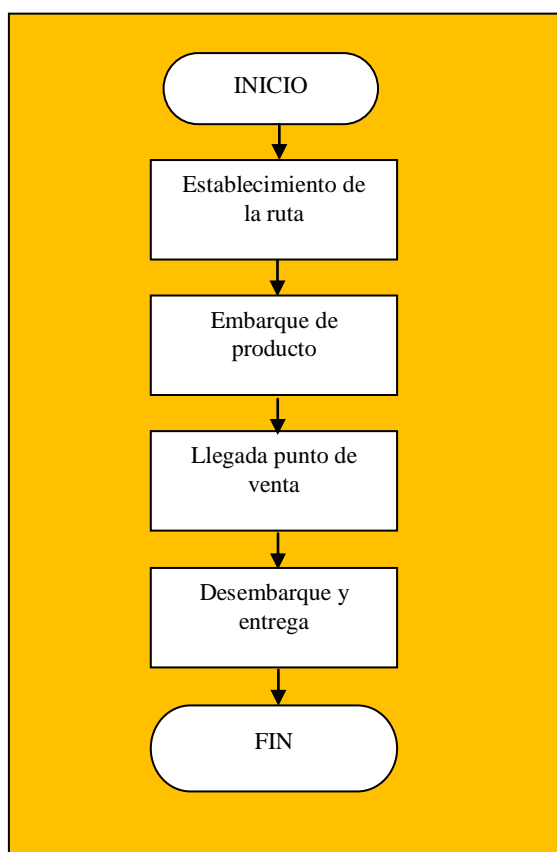 INICIO
Establecimiento de
la ruta
Embarque de
producto
Llegada punto de
venta
Desembarque y
entrega
FIN